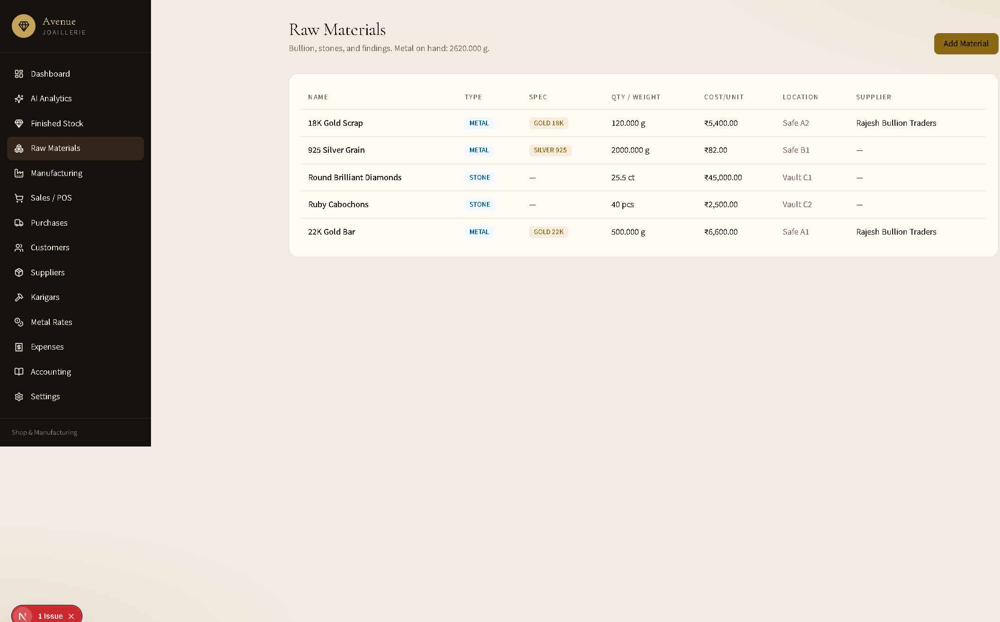 Avenue
JOAILLERIE
Dashboard
AI Analytics
Finished Stock
Raw Materials
Manufacturing
Sales / POS
Purchases
Customers
Suppliers
Karigars
Metal Rates
Expenses
Accounting
Settings
Shop & Manufacturing
1 Issue
Raw Materials
Bullion, stones, and findings. Metal on hand: 2620.000 g.
Add Material
NAME TYPE SPEC QTY / WEIGHT COST/UNIT LOCATION SUPPLIER
18K Gold Scrap METAL GOLD 18K 120.000 g ₹5,400.00 Safe A2 Rajesh Bullion Traders
925 Silver Grain METAL SILVER 925 2000.000 g ₹82.00 Safe B1 —
Round Brilliant Diamonds STONE — 25.5 ct ₹45,000.00 Vault C1 —
Ruby Cabochons STONE — 40 pcs ₹2,500.00 Vault C2 —
22K Gold Bar METAL GOLD 22K 500.000 g ₹6,600.00 Safe A1 Rajesh Bullion Traders